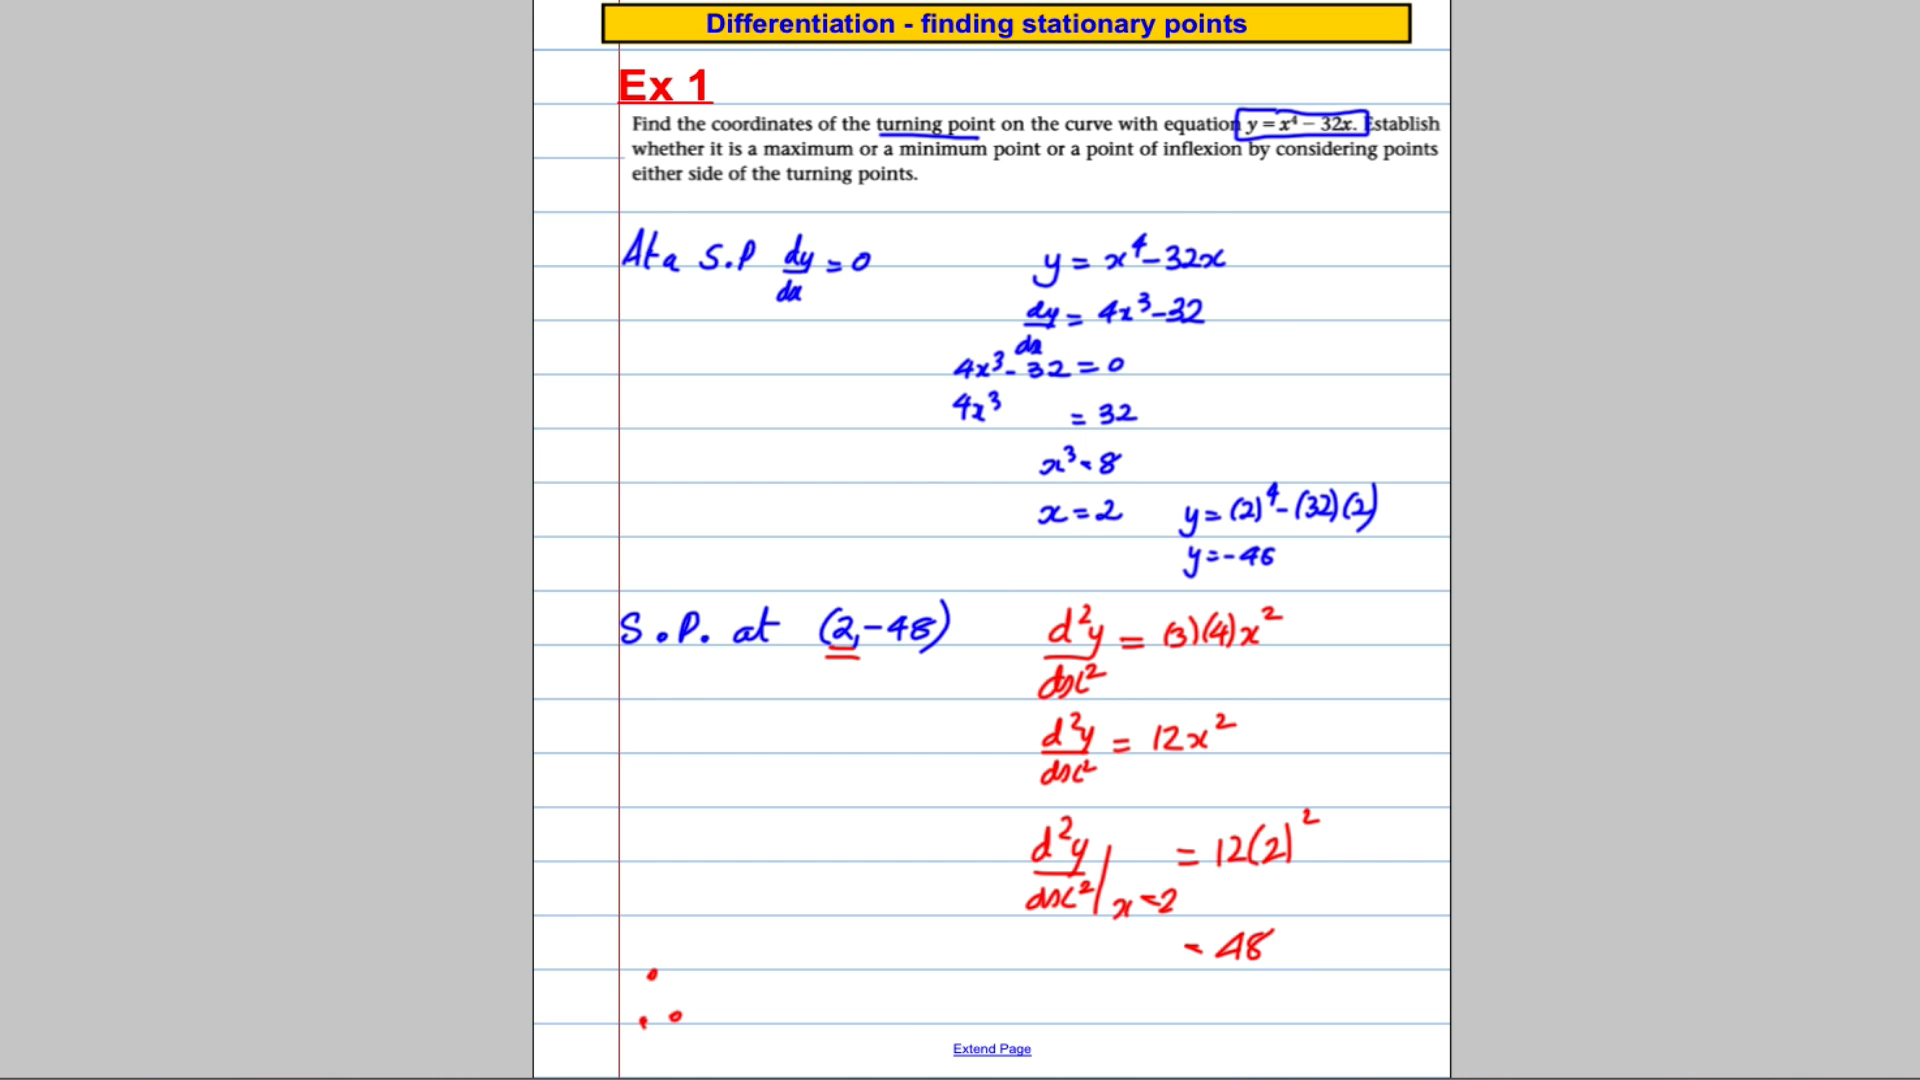 Differentiation - finding stationary points
Ex 1
Find the coordinates of the turning point on the curve with equation y = x⁴ – 32x. Establish
whether it is a maximum or a minimum point or a point of inflexion by considering points
either side of the turning points.
At a S.P dy/dx = 0
y = x⁴ - 32x
dy/dx = 4x³ - 32
4x³ - 32 = 0
4x³ = 32
x³ = 8
x = 2 y = (2)⁴ - (32)(2)
y = -46
S.P. at (2, -48)
d²y/dx² = (3)(4)x²
d²y/dx² = 12x²
d²y/dx² / x = 2 = 12(2)²
= 48
∴
Extend Page